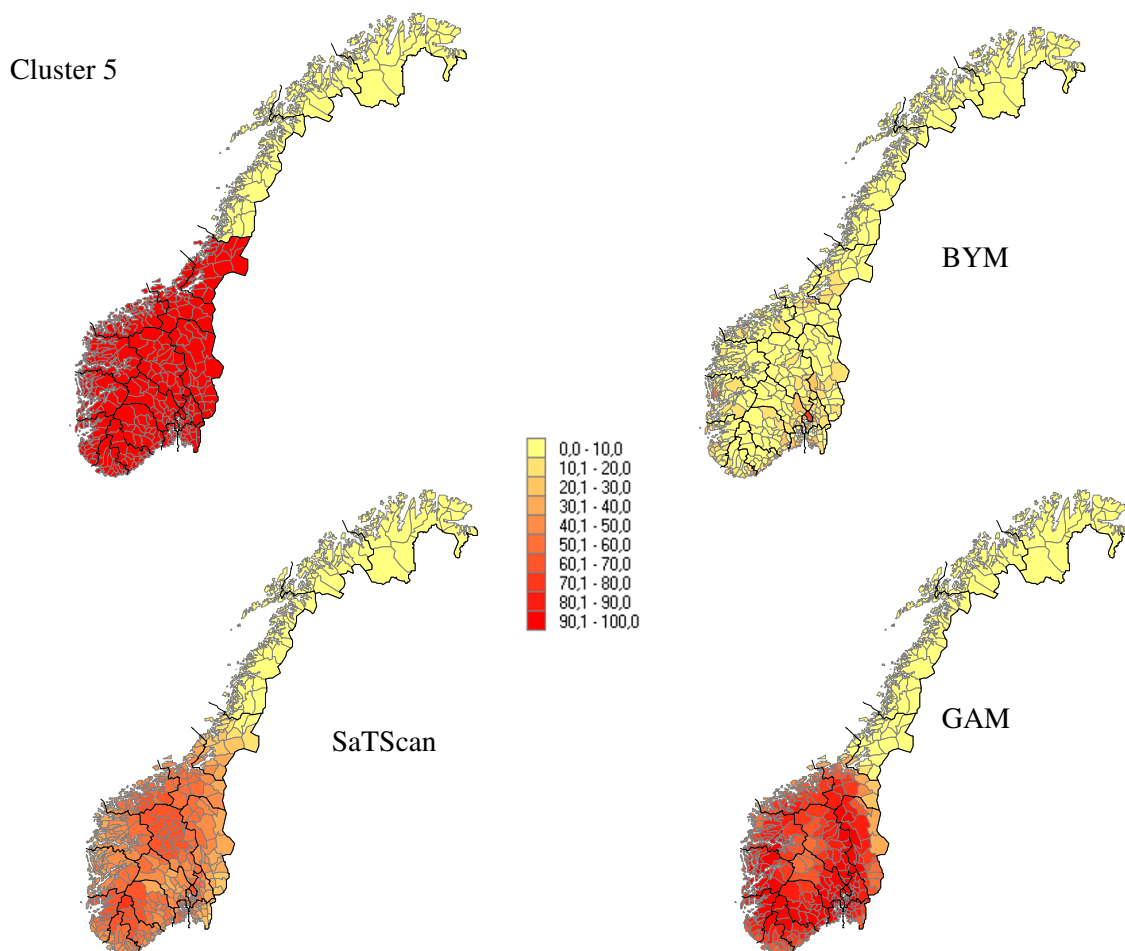 Cluster 5
BYM
0,0 - 10,0
10,1 - 20,0
20,1 - 30,0
30,1 - 40,0
40,1 - 50,0
50,1 - 60,0
60,1 - 70,0
70,1 - 80,0
80,1 - 90,0
90,1 - 100,0
SaTScan
GAM